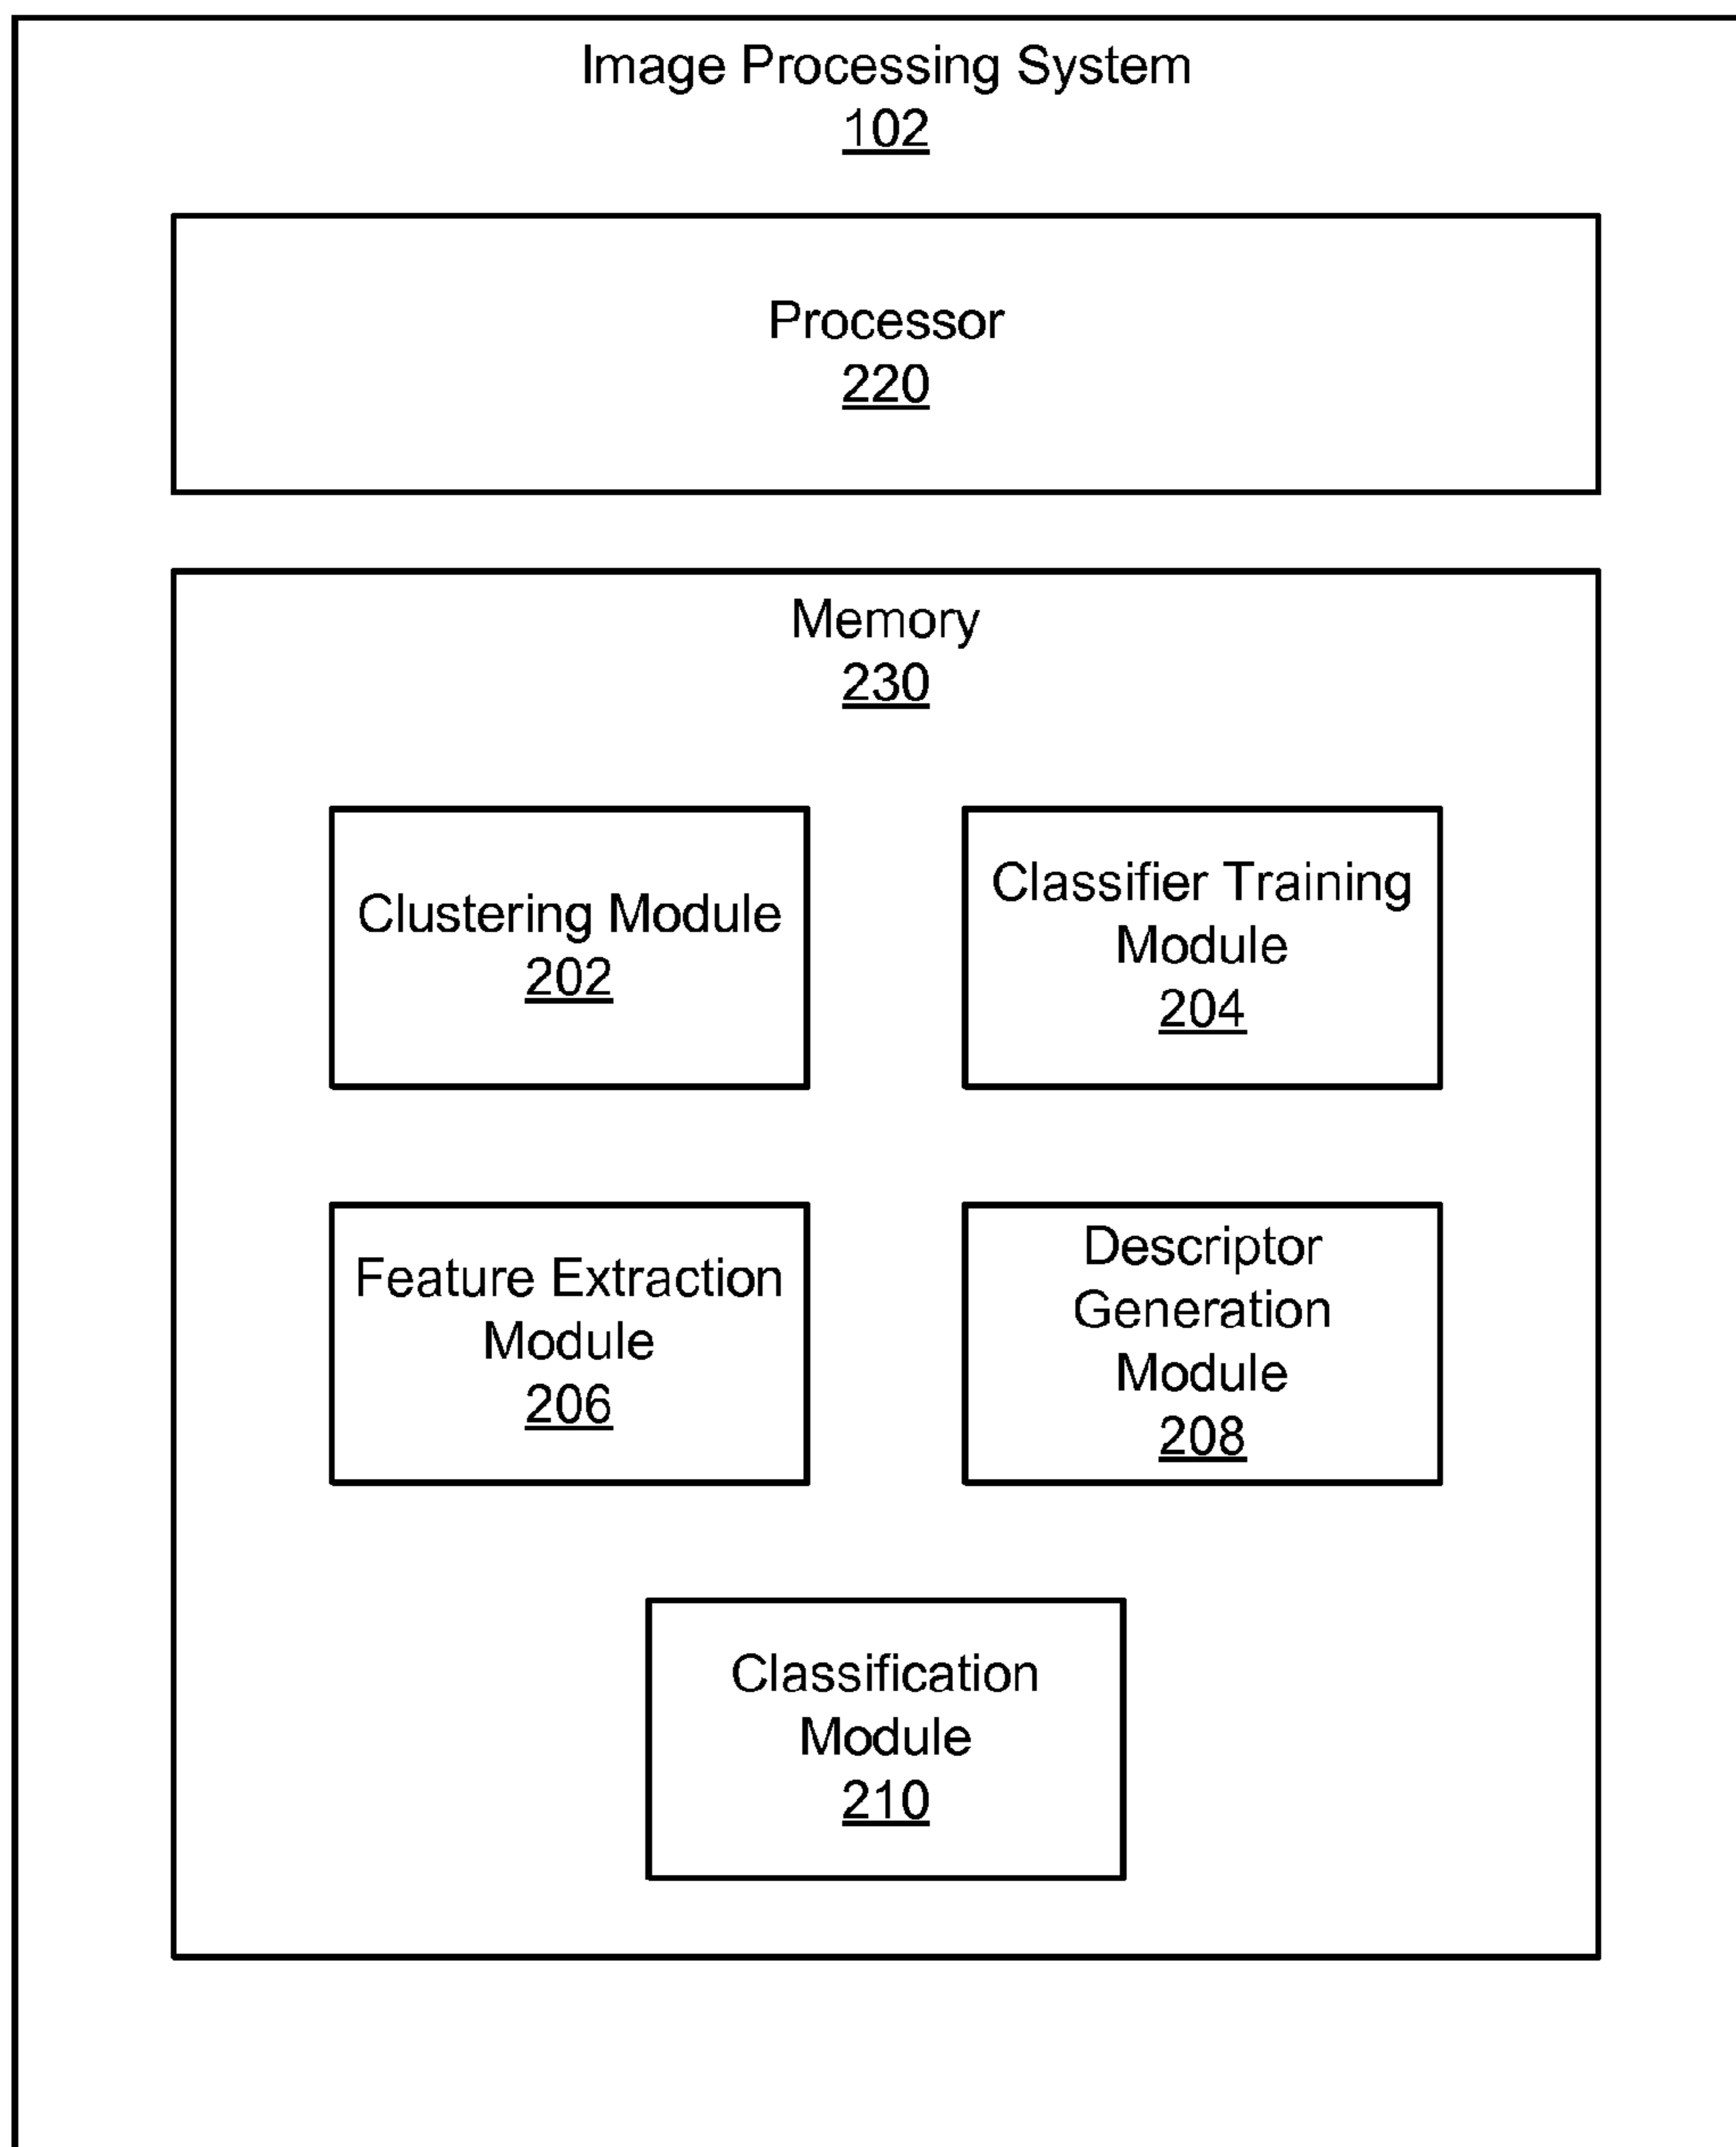 Image Processing System
102
Processor
220
Memory
230
Clustering Module
202
Classifier Training
Module
204
Feature Extraction
Module
206
Descriptor
Generation
Module
208
Classification
Module
210